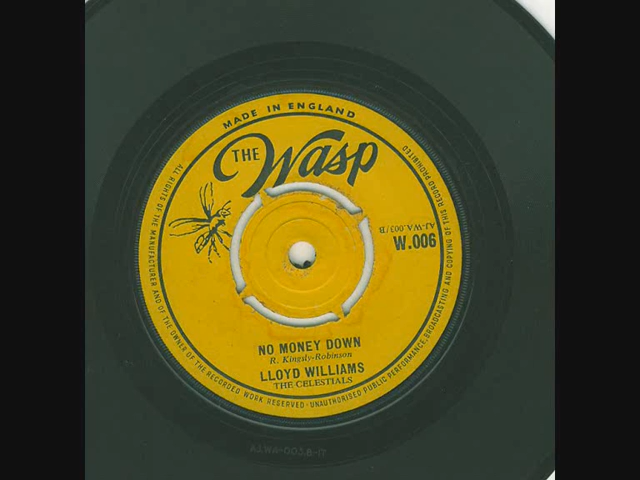 MADE IN ENGLAND
THE Wasp
AJ-WA.003/B
W.006
NO MONEY DOWN
R. Kingsly-Robinson
LLOYD WILLIAMS
THE CELESTIALS
ALL RIGHTS OF THE MANUFACTURER AND OF THE OWNER OF THE RECORDED WORK RESERVED · UNAUTHORISED PUBLIC PERFORMANCE, BROADCASTING AND COPYING OF THIS RECORD PROHIBITED